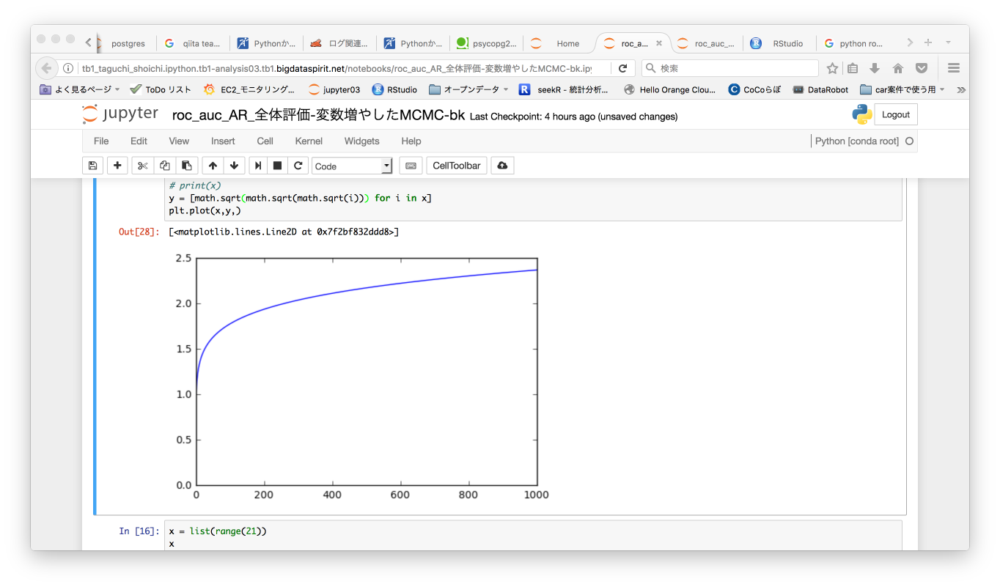 postgres
qiita tea...
Pythonか...
ログ関連...
Pythonか...
psycopg2...
Home
roc_a...
roc_auc_...
RStudio
python ro...
tb1_taguchi_shoichi.ipython.tb1-analysis03.tb1.bigdataspirit.net/notebooks/roc_auc_AR_全体評価-変数増やしたMCMC-bk.ipy
検索
よく見るページ
ToDo リスト
EC2_モニタリング...
jupyter03
RStudio
オープンデータ
seekR - 統計分析...
Hello Orange Clou...
CoCoらぼ
DataRobot
car案件で使う用
jupyter roc_auc_AR_全体評価-変数増やしたMCMC-bk Last Checkpoint: 4 hours ago (unsaved changes)
Logout
File Edit View Insert Cell Kernel Widgets Help
Python [conda root]
Code
CellToolbar
# print(x)
y = [math.sqrt(math.sqrt(math.sqrt(i))) for i in x]
plt.plot(x,y,)
Out[28]: [<matplotlib.lines.Line2D at 0x7f2bf832ddd8>]
2.5
2.0
1.5
1.0
0.5
0.0
0 200 400 600 800 1000
In [16]: x = list(range(21))
x